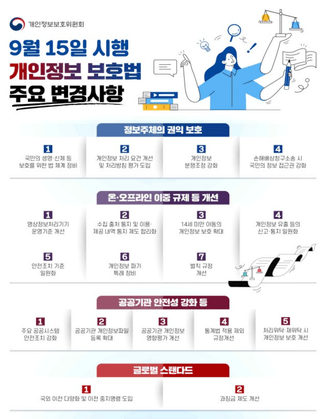 개인정보보호위원회
9월 15일 시행
개인정보 보호법
주요 변경사항
정보주체의 권익 보호
1
국민의 생명·신체 등
보호를 위한 법 체계 정비
2
개인정보 처리 요건 개선
및 처리방침 평가 도입
3
개인정보
분쟁조정 강화
4
손해배상청구소송 시
국민의 정보 접근권 강화
온·오프라인 이중 규제 등 개선
1
영상정보처리기기
운영기준 개선
2
수집 출처 통지 및 이용·
제공 내역 통지 제도 합리화
3
14세 미만 아동의
개인정보 보호 확대
4
개인정보 유출 등의
신고·통지 일원화
5
안전조치 기준
일원화
6
개인정보 파기
특례 정비
7
벌칙 규정
개선
공공기관 안전성 강화 등
1
주요 공공시스템
안전조치 강화
2
공공기관 개인정보파일
등록 확대
3
공공기관 개인정보
영향평가 개선
4
통계법 적용 제외
규정개선
5
처리위탁·재위탁 시
개인정보 보호 개선
글로벌 스탠다드
1
국외 이전 다양화 및 이전 중지명령 도입
2
과징금 제도 개선